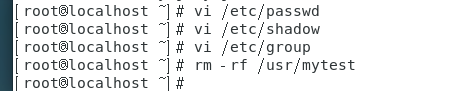 [root@localhost ~]# vi /etc/passwd
[root@localhost ~]# vi /etc/shadow
[root@localhost ~]# vi /etc/group
[root@localhost ~]# rm -rf /usr/mytest
[root@localhost ~]#